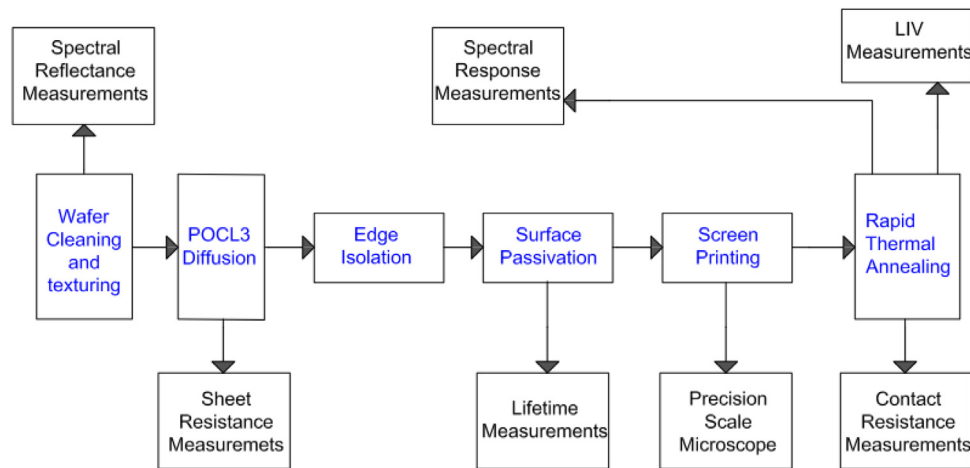 Spectral
Reflectance
Measurements
Spectral
Response
Measurements
LIV
Measurements
Wafer
Cleaning
and
texturing
POCL3
Diffusion
Edge
Isolation
Surface
Passivation
Screen
Printing
Rapid
Thermal
Annealing
Sheet
Resistance
Measuremets
Lifetime
Measurements
Precision
Scale
Microscope
Contact
Resistance
Measurements